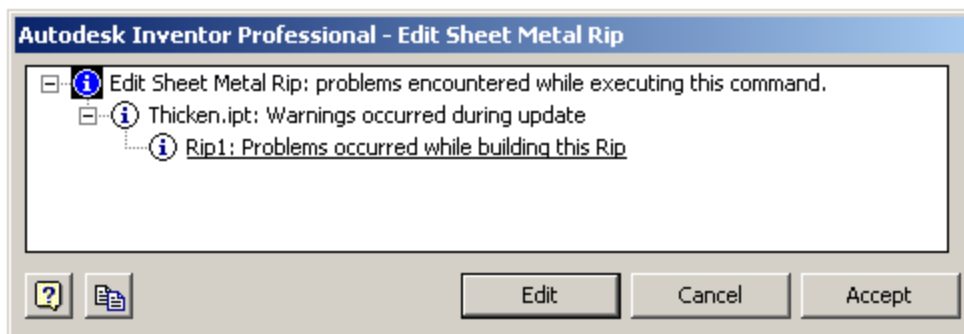 Autodesk Inventor Professional - Edit Sheet Metal Rip
Edit Sheet Metal Rip: problems encountered while executing this command.
Thicken.ipt: Warnings occurred during update
Rip1: Problems occurred while building this Rip
Edit Cancel Accept